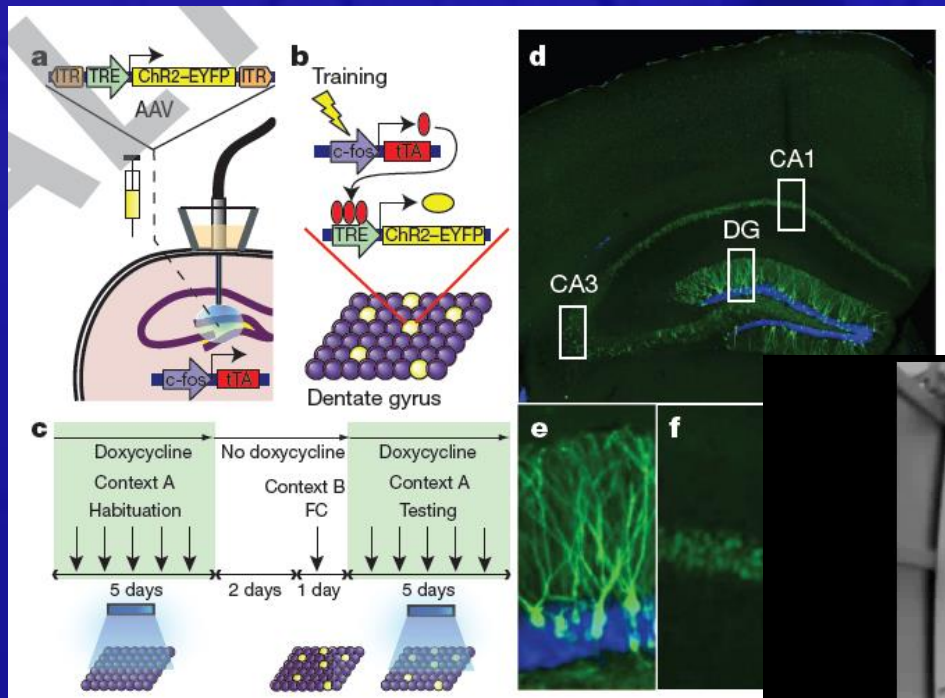 a
ITR TRE ChR2–EYFP ITR
AAV
c-fos tTA
b
Training
c-fos tTA
TRE ChR2–EYFP
Dentate gyrus
c
Doxycycline No doxycycline Doxycycline
Context A Context B Context A
Habituation FC Testing
5 days 2 days 1 day 5 days
d
CA1
DG
CA3
e f